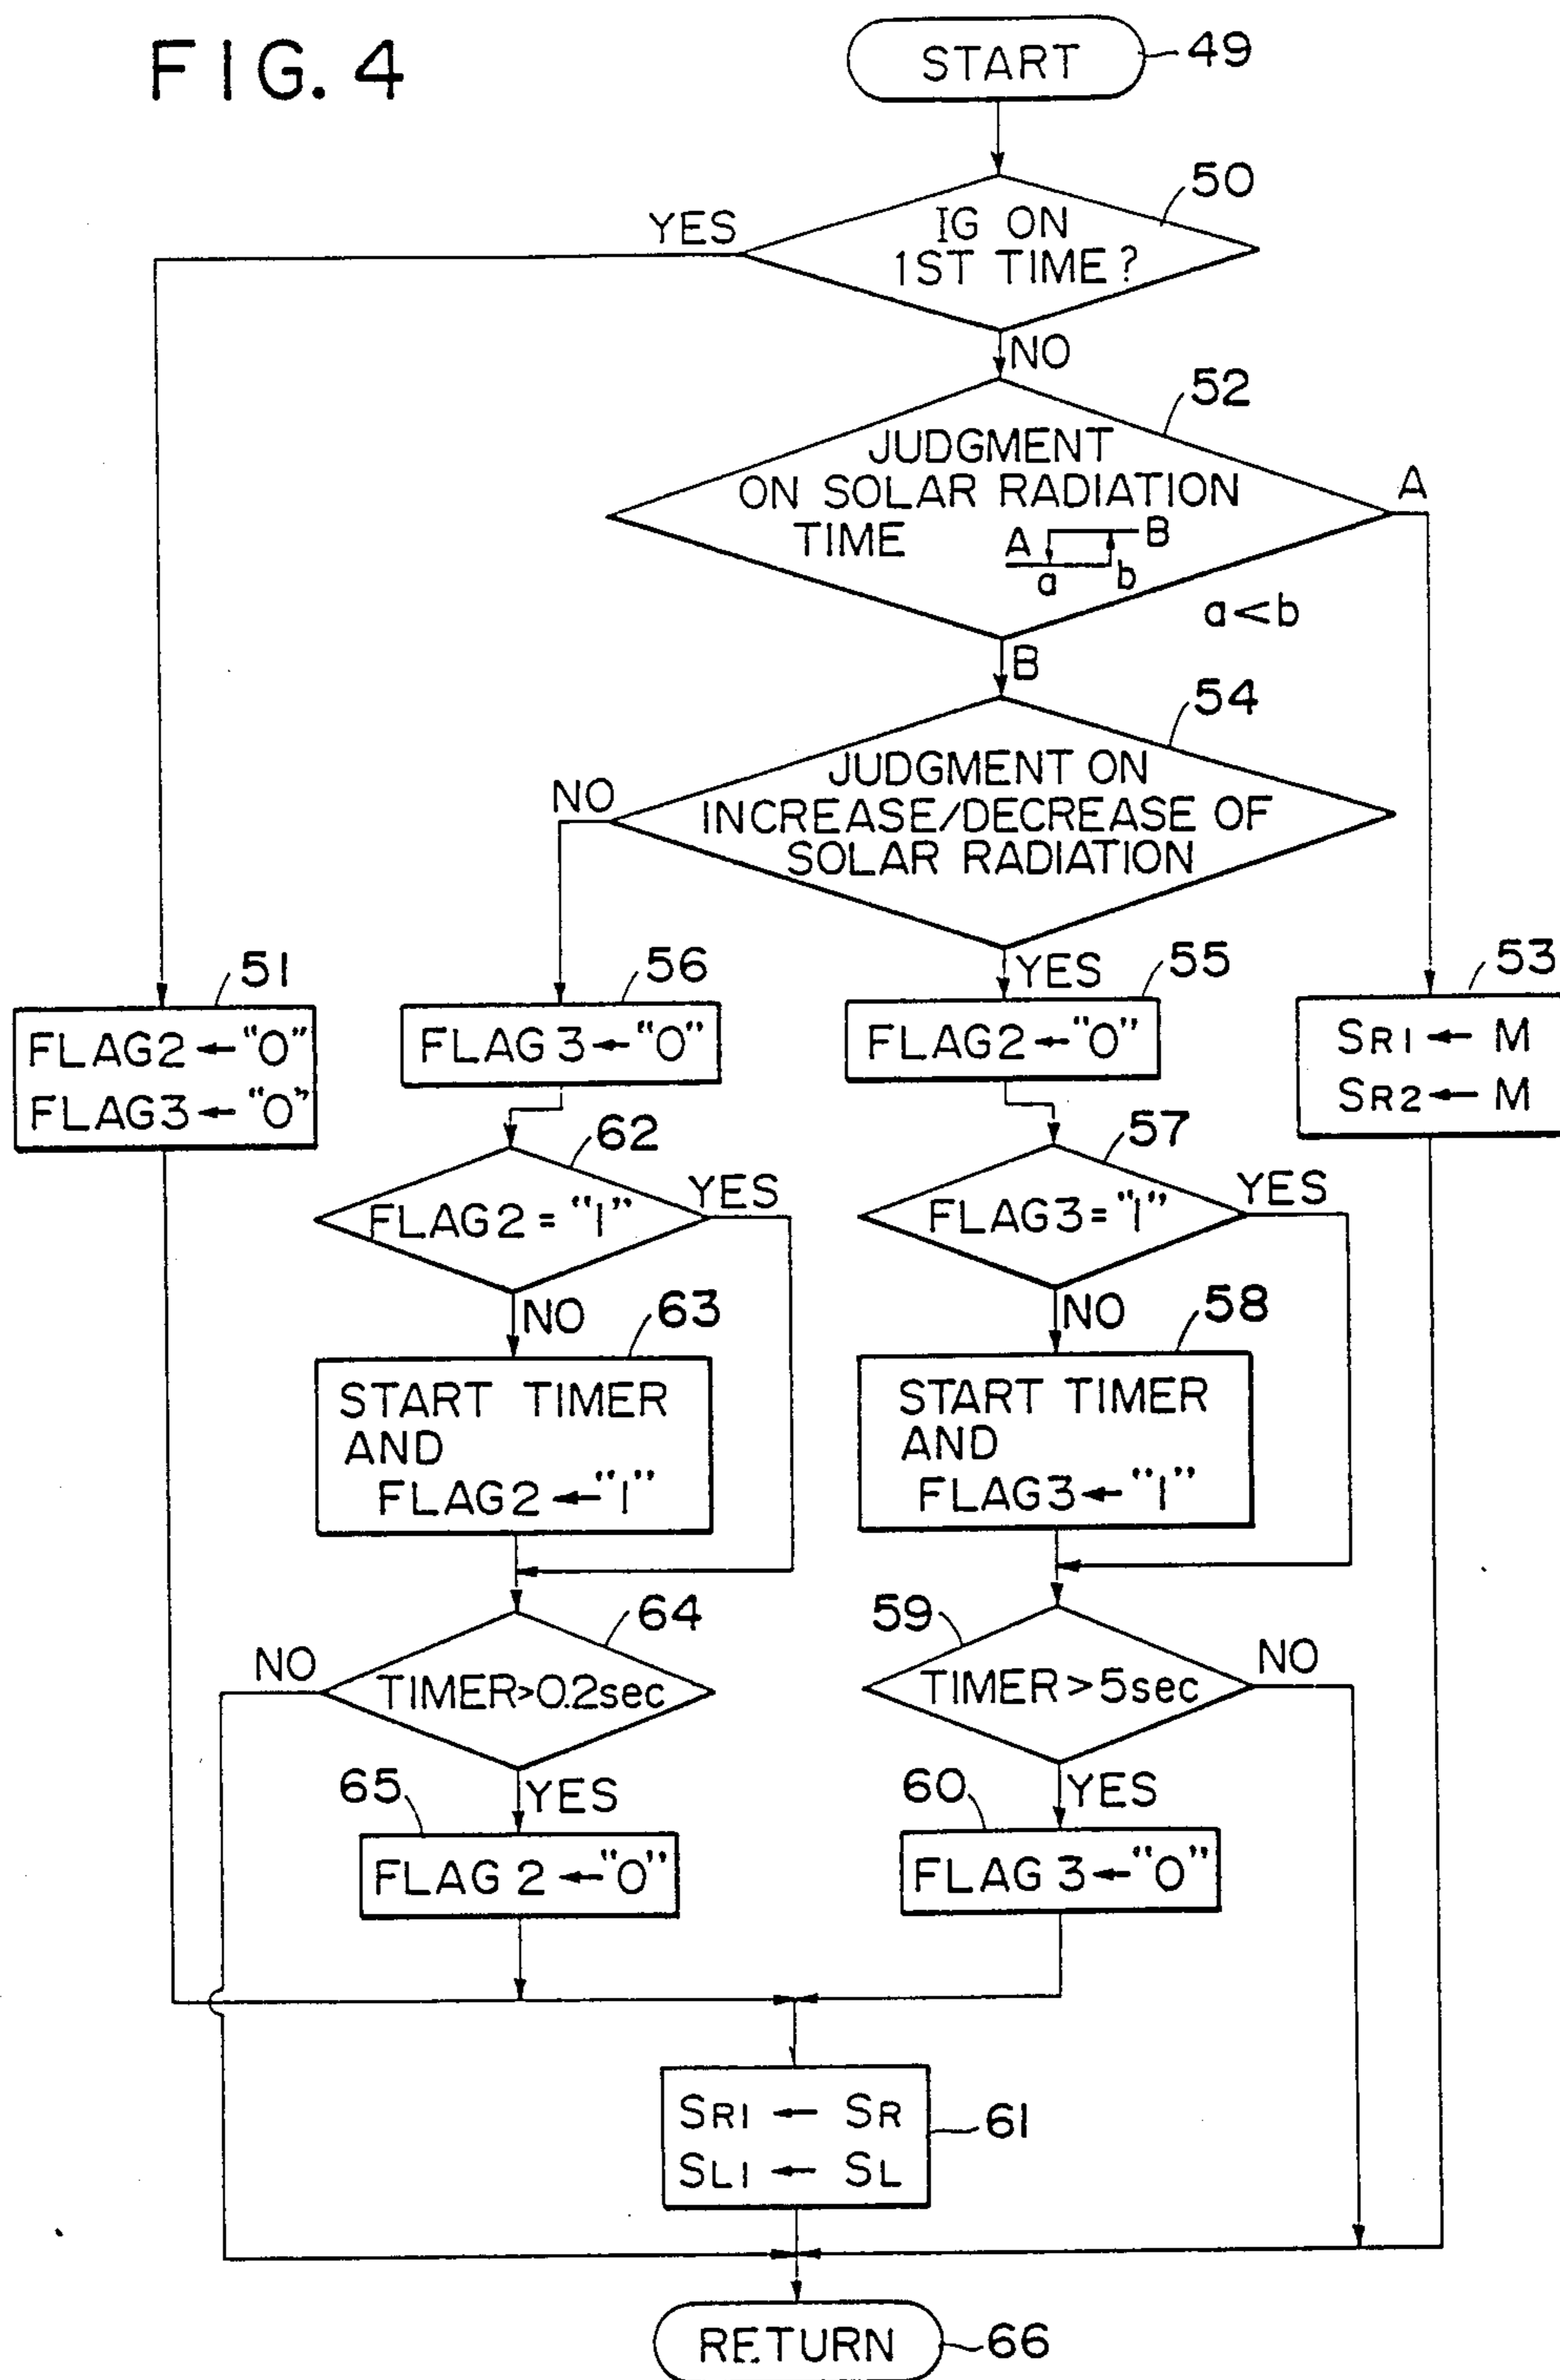 FIG. 4
START
49
50
YES
IG ON
1ST TIME?
NO
52
JUDGMENT
ON SOLAR RADIATION
TIME
A
B
a
b
A
a<b
B
54
JUDGMENT ON
INCREASE/DECREASE OF
SOLAR RADIATION
NO
YES
51
FLAG2←"0"
FLAG3←"0"
56
FLAG3←"0"
55
FLAG2←"0"
53
SR1 ← M
SR2 ← M
62
FLAG2="1"
YES
57
FLAG3="1"
YES
NO
63
START TIMER
AND
FLAG2←"1"
NO
58
START TIMER
AND
FLAG3←"1"
64
NO
TIMER>0.2sec
59
TIMER>5sec
NO
65
YES
FLAG 2←"0"
60
YES
FLAG 3←"0"
SR1 ← SR
SL1 ← SL
61
RETURN
66